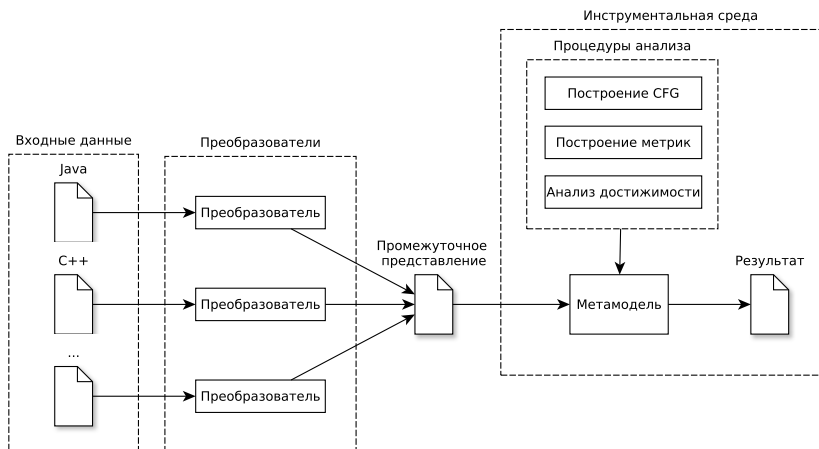 Инструментальная среда
Процедуры анализа
Построение CFG
Построение метрик
Анализ достижимости
Входные данные
Преобразователи
Java
Преобразователь
C++
Преобразователь
...
Преобразователь
Промежуточное
представление
Метамодель
Результат